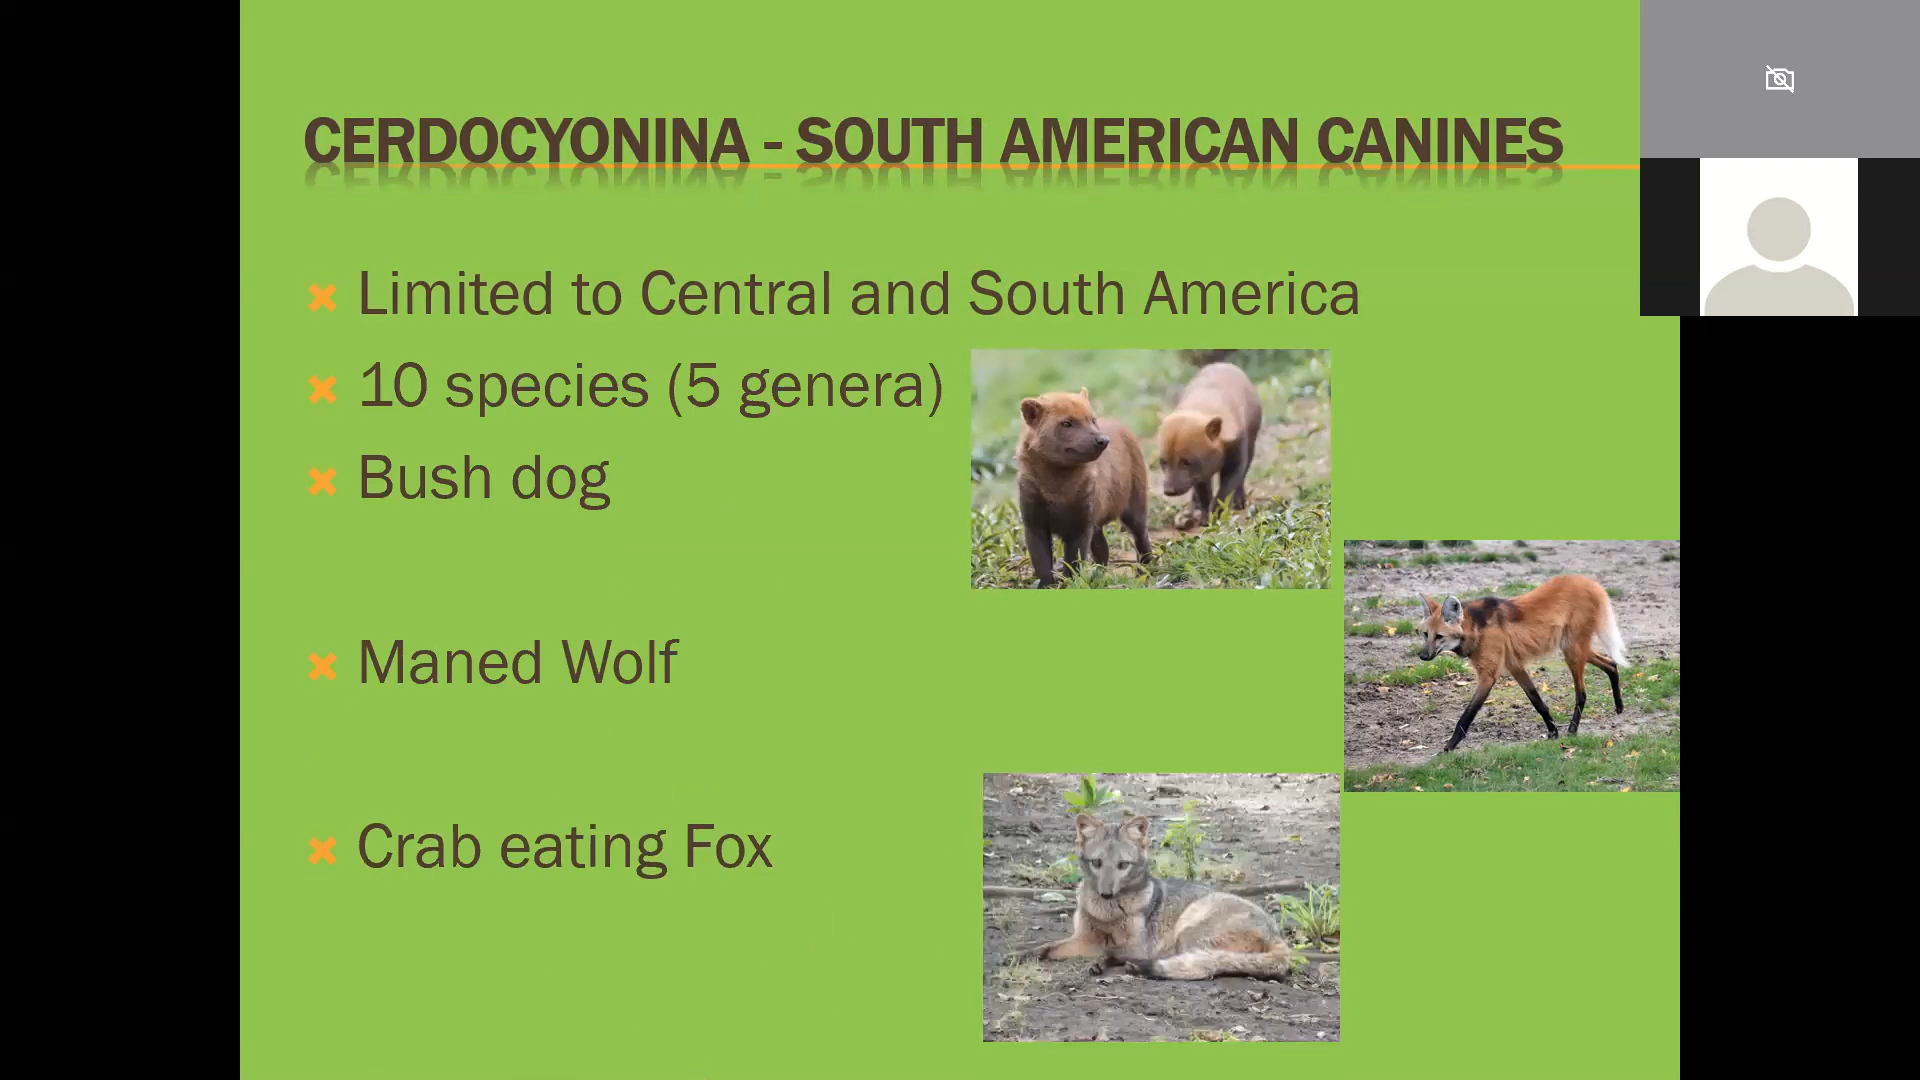 CERDOCYONINA - SOUTH AMERICAN CANINES
Limited to Central and South America
10 species (5 genera)
Bush dog
Maned Wolf
Crab eating Fox